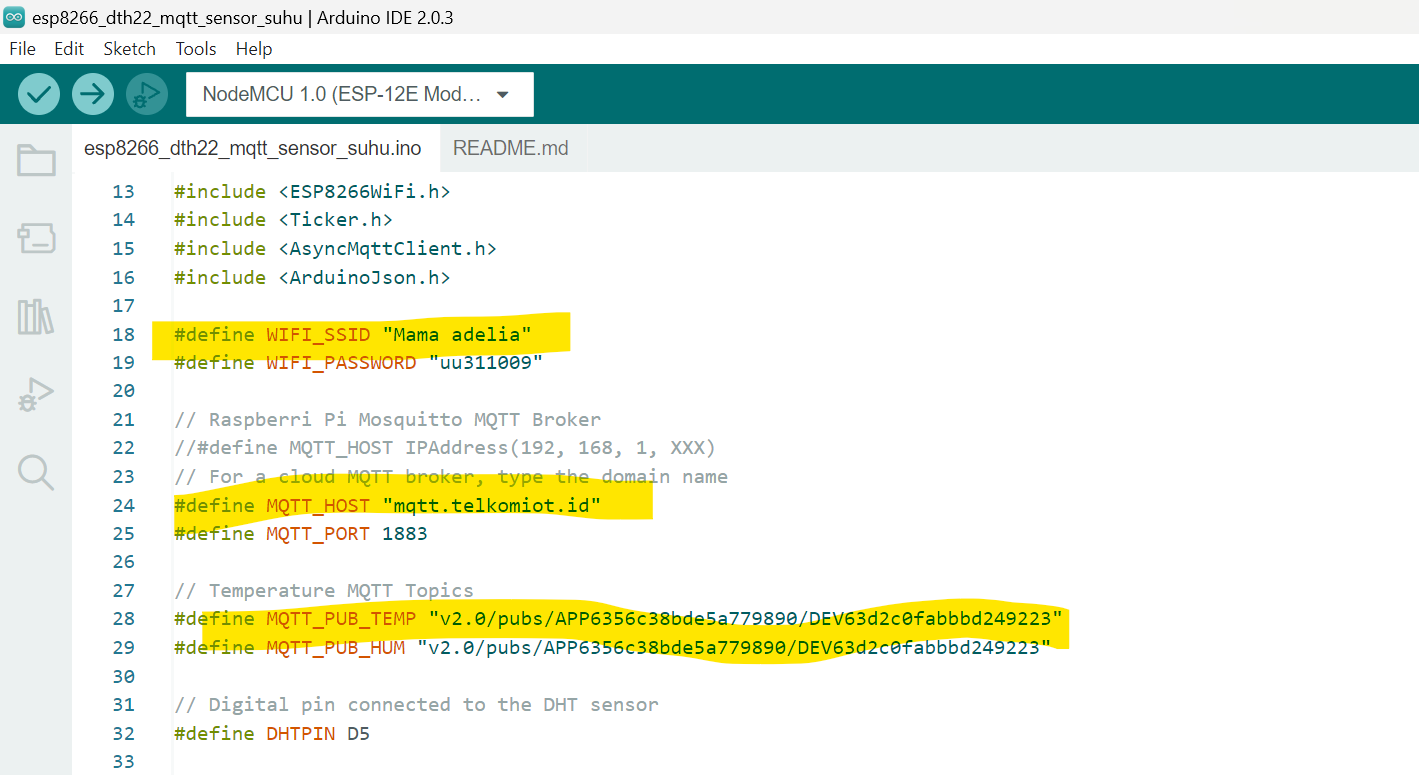 esp8266_dth22_mqtt_sensor_suhu | Arduino IDE 2.0.3
File Edit Sketch Tools Help
NodeMCU 1.0 (ESP-12E Mod...
esp8266_dth22_mqtt_sensor_suhu.ino README.md
13 #include <ESP8266WiFi.h>
14 #include <Ticker.h>
15 #include <AsyncMqttClient.h>
16 #include <ArduinoJson.h>
17
18 #define WIFI_SSID "Mama adelia"
19 #define WIFI_PASSWORD "uu311009"
20
21 // Raspberri Pi Mosquitto MQTT Broker
22 //#define MQTT_HOST IPAddress(192, 168, 1, XXX)
23 // For a cloud MQTT broker, type the domain name
24 #define MQTT_HOST "mqtt.telkomiot.id"
25 #define MQTT_PORT 1883
26
27 // Temperature MQTT Topics
28 #define MQTT_PUB_TEMP "v2.0/pubs/APP6356c38bde5a779890/DEV63d2c0fabbbd249223"
29 #define MQTT_PUB_HUM "v2.0/pubs/APP6356c38bde5a779890/DEV63d2c0fabbbd249223"
30
31 // Digital pin connected to the DHT sensor
32 #define DHTPIN D5
33